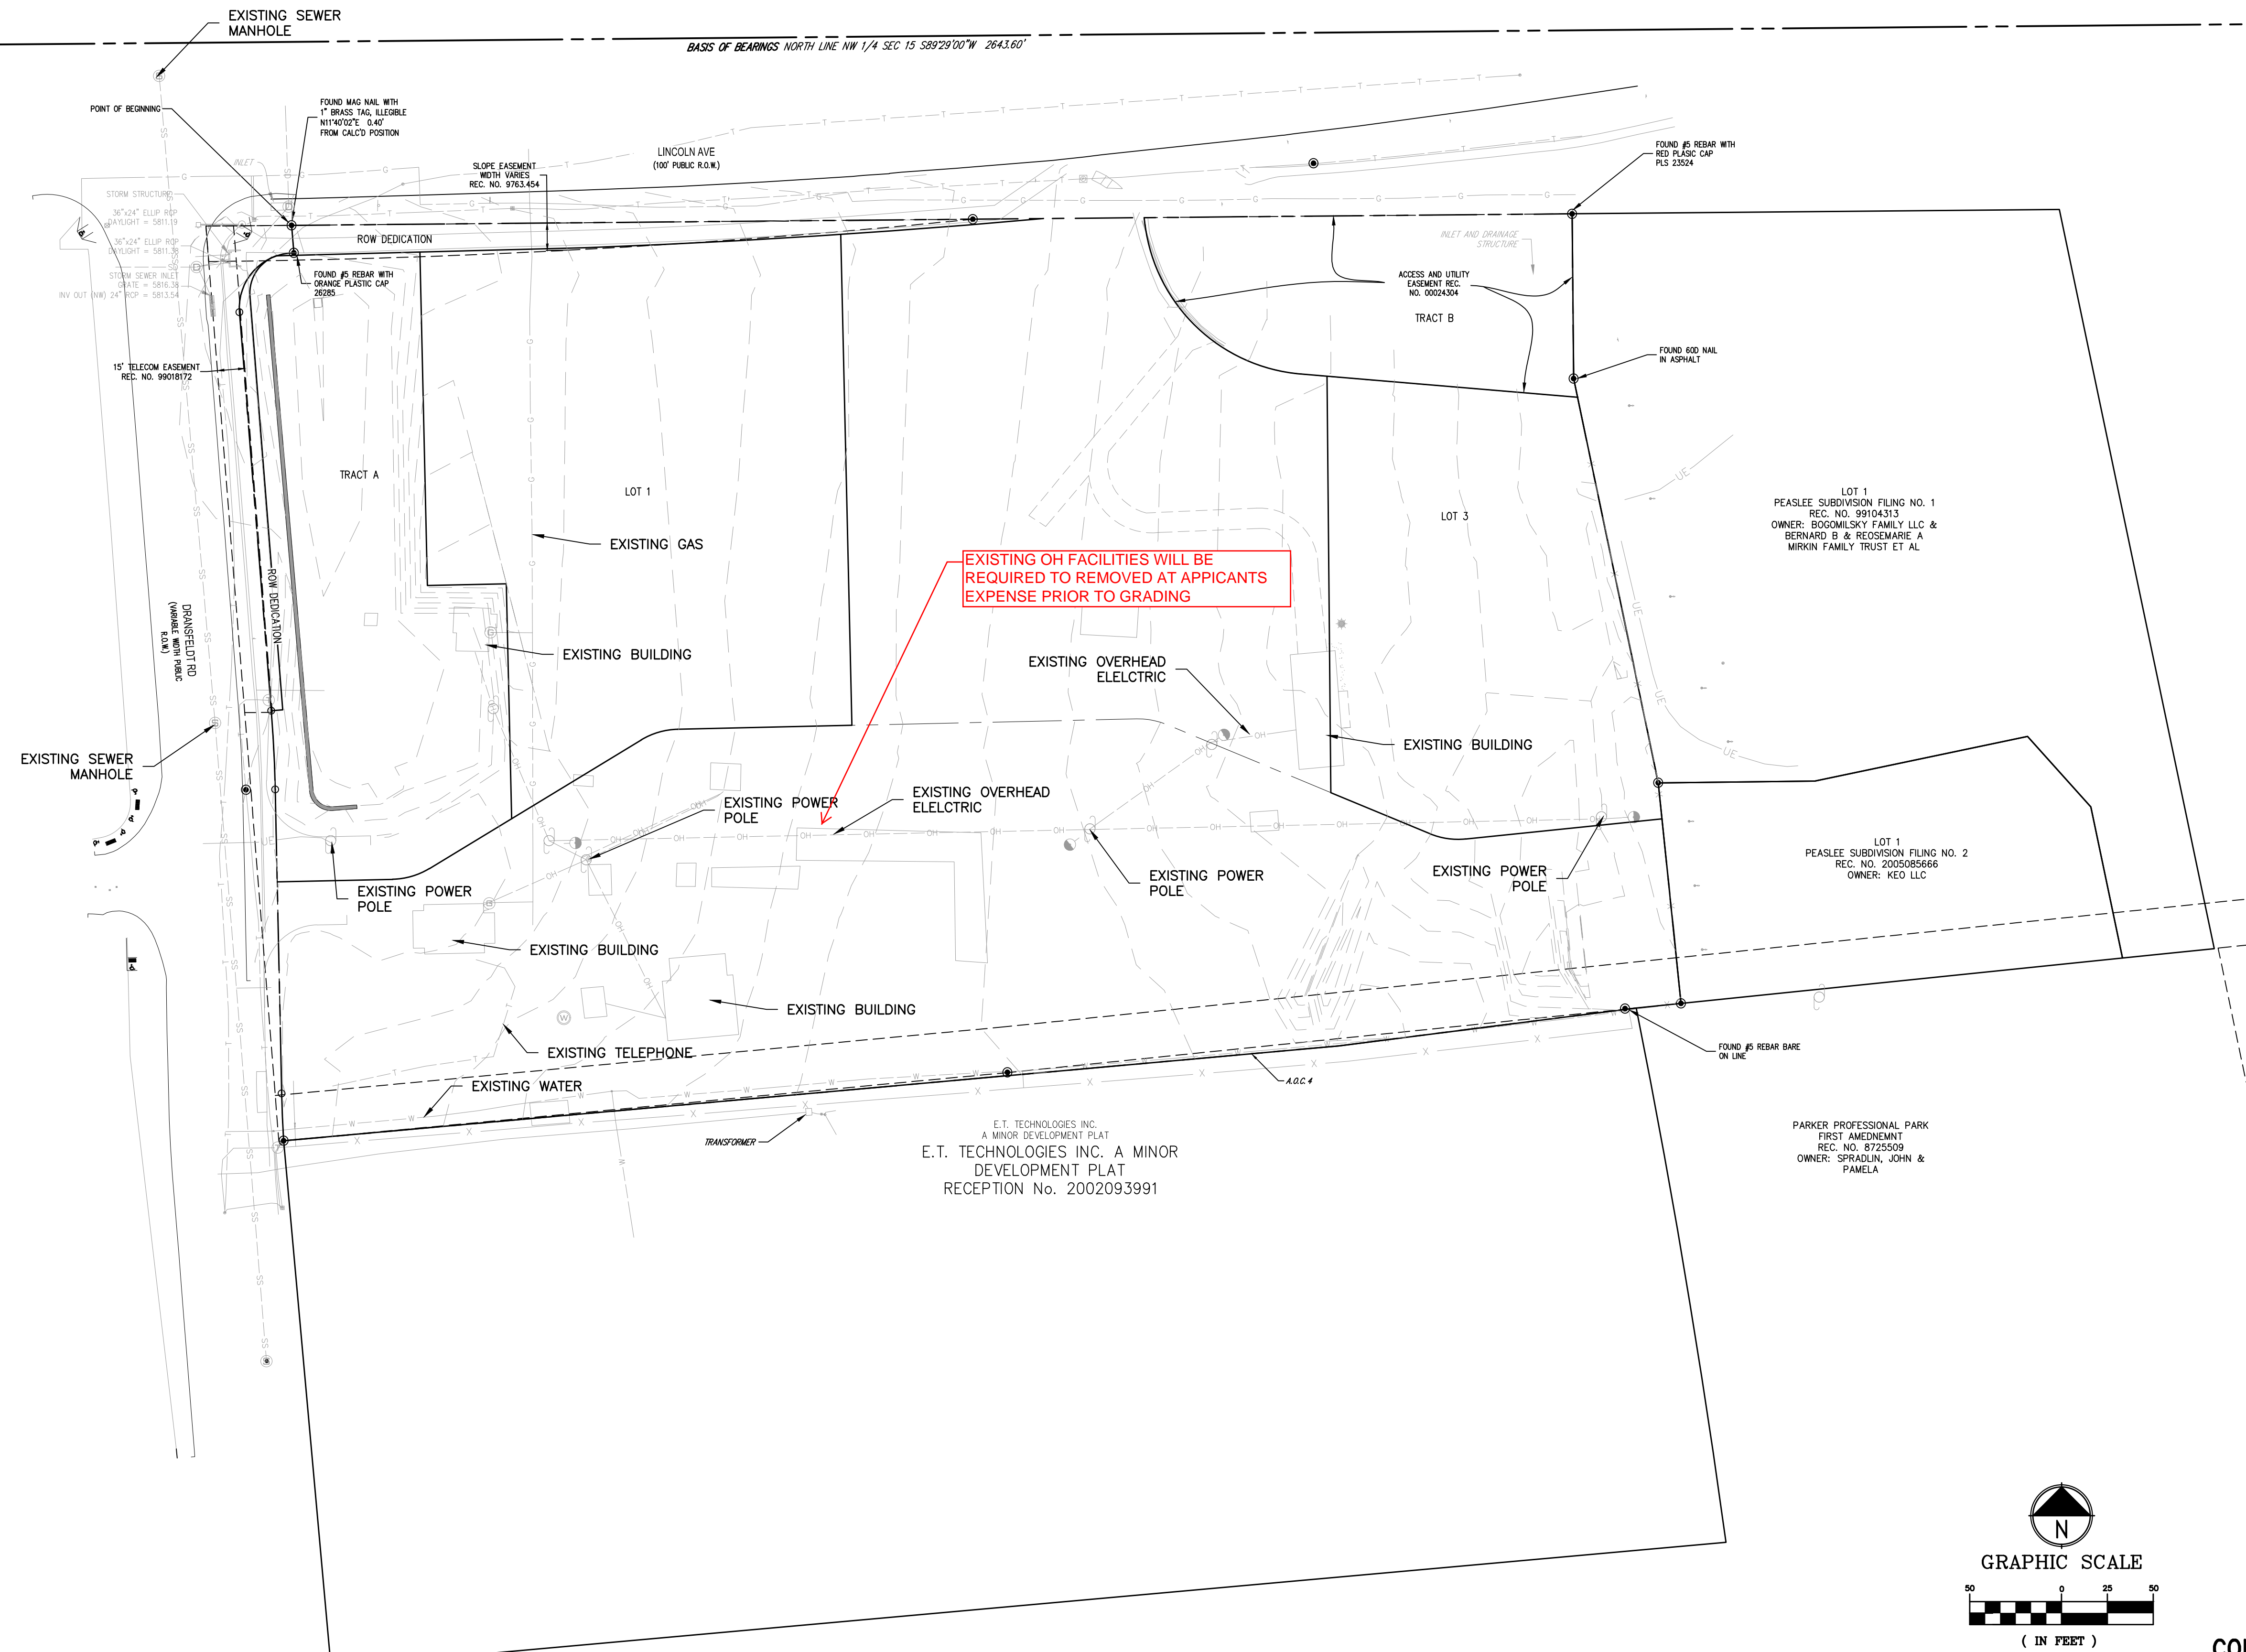 EXISTING SEWER
MANHOLE
BASIS OF BEARINGS NORTH LINE NW 1/4 SEC 15 S89°29'00"W 2643.60'
POINT OF BEGINNING
FOUND MAG NAIL WITH
1" BRASS TAG, ILLEGIBLE
N11°40'02"E 0.40'
FROM CALC'D POSITION
LINCOLN AVE
(100' PUBLIC R.O.W.)
SLOPE EASEMENT
WIDTH VARIES
REC. NO. 9763.454
FOUND #5 REBAR WITH
RED PLASIC CAP
PLS 23524
INLET
STORM STRUCTURE
36"x24" ELLIP RCP
DAYLIGHT = 5811.19
36"x24" ELLIP RCP
DAYLIGHT = 5811.38
STORM SEWER INLET
GRATE = 5816.38
INV OUT (NW) 24" RCP = 5813.54
ROW DEDICATION
FOUND #5 REBAR WITH
ORANGE PLASTIC CAP
26285
INLET AND DRAINAGE
STRUCTURE
ACCESS AND UTILITY
EASEMENT REC.
NO. 00024304
TRACT B
FOUND 60D NAIL
IN ASPHALT
15' TELECOM EASEMENT
REC. NO. 99018172
TRACT A
LOT 1
LOT 3
LOT 1
PEASLEE SUBDIVISION FILING NO. 1
REC. NO. 99104313
OWNER: BOGOMILSKY FAMILY LLC &
BERNARD B & REOSEMARIE A
MIRKIN FAMILY TRUST ET AL
EXISTING GAS
EXISTING OH FACILITIES WILL BE
REQUIRED TO REMOVED AT APPICANTS
EXPENSE PRIOR TO GRADING
ROW DEDICATION
DRANSFELDT RD
(VARIABLE WIDTH PUBLIC
R.O.W.)
EXISTING BUILDING
EXISTING OVERHEAD
ELELCTRIC
EXISTING BUILDING
EXISTING SEWER
MANHOLE
EXISTING POWER
POLE
EXISTING OVERHEAD
ELELCTRIC
EXISTING POWER
POLE
EXISTING POWER
POLE
EXISTING POWER
POLE
LOT 1
PEASLEE SUBDIVISION FILING NO. 2
REC. NO. 2005085666
OWNER: KEO LLC
EXISTING BUILDING
EXISTING BUILDING
EXISTING TELEPHONE
EXISTING WATER
FOUND #5 REBAR BARE
ON LINE
A.O.C. 4
TRANSFORMER
E.T. TECHNOLOGIES INC.
A MINOR DEVELOPMENT PLAT
E.T. TECHNOLOGIES INC. A MINOR
DEVELOPMENT PLAT
RECEPTION No. 2002093991
PARKER PROFESSIONAL PARK
FIRST AMEDNEMNT
REC. NO. 8725509
OWNER: SPRADLIN, JOHN &
PAMELA
N
GRAPHIC SCALE
50 0 25 50
( IN FEET )